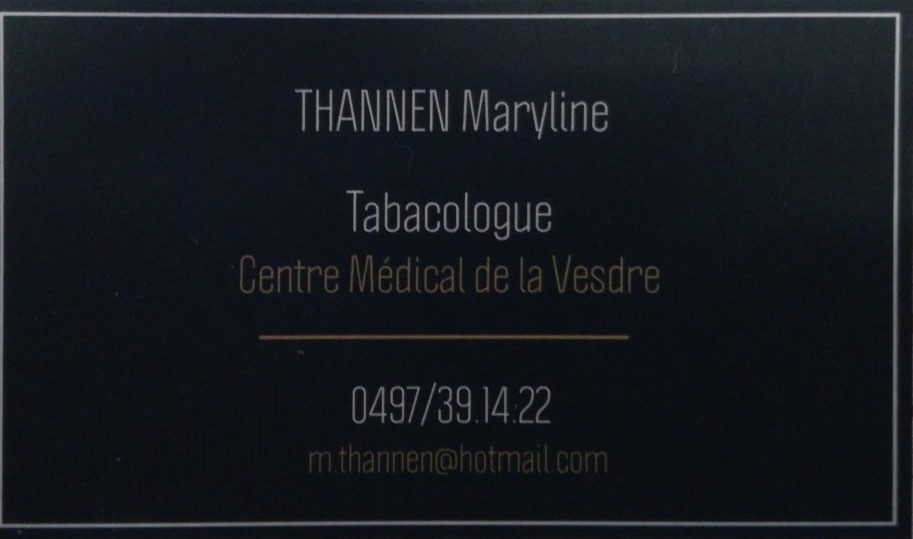 THANNEN Maryline
Tabacologue
Centre Médical de la Vesdre
0497/39.14.22
m.thannen@hotmail.com